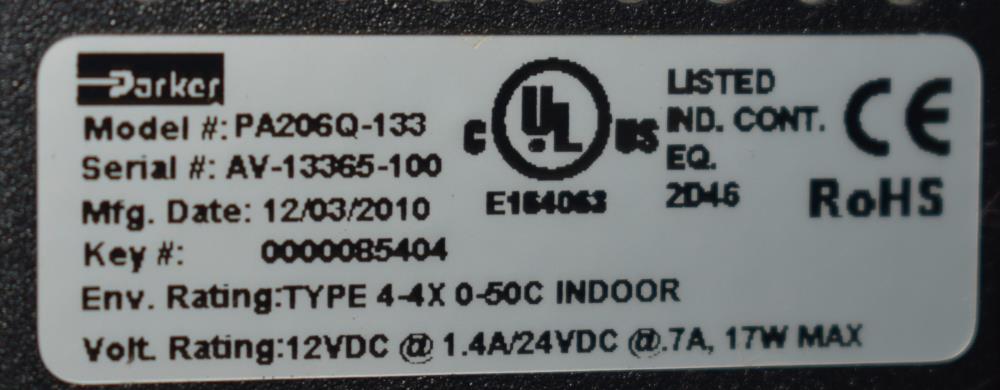 Parker
Model #: PA206Q-133
Serial #: AV-13365-100
Mfg. Date: 12/03/2010
Key #: 0000085404
Env. Rating:TYPE 4-4X 0-50C INDOOR
Volt. Rating:12VDC @ 1.4A/24VDC @.7A, 17W MAX
C UL US
E164063
LISTED
IND. CONT.
EQ.
2D46
CE
RoHS